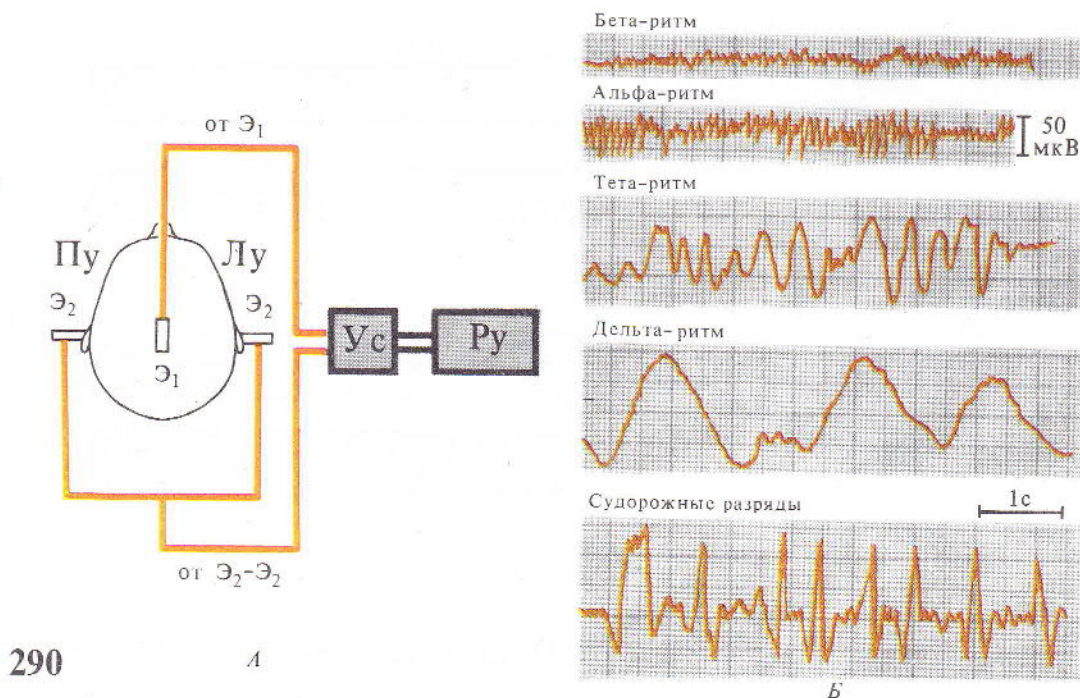 от Э₁
Пу
Лу
Э₂
Э₂
Э₁
Ус
Ру
от Э₂-Э₂
290
А
Бета-ритм
Альфа-ритм
50
мкВ
Тета-ритм
Дельта-ритм
Судорожные разряды
1с
Б